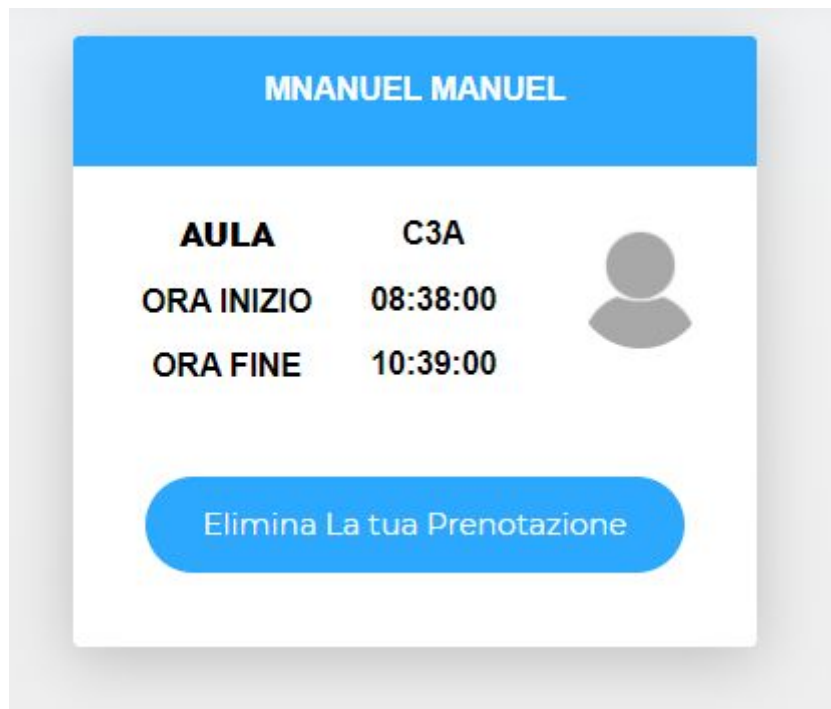 MNANUEL MANUEL
AULA C3A
ORA INIZIO 08:38:00
ORA FINE 10:39:00
Elimina La tua Prenotazione